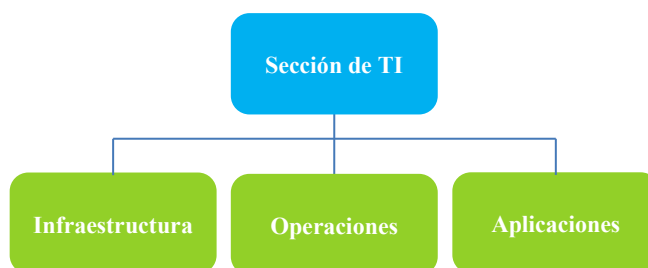 Sección de TI
Infraestructura
Operaciones
Aplicaciones